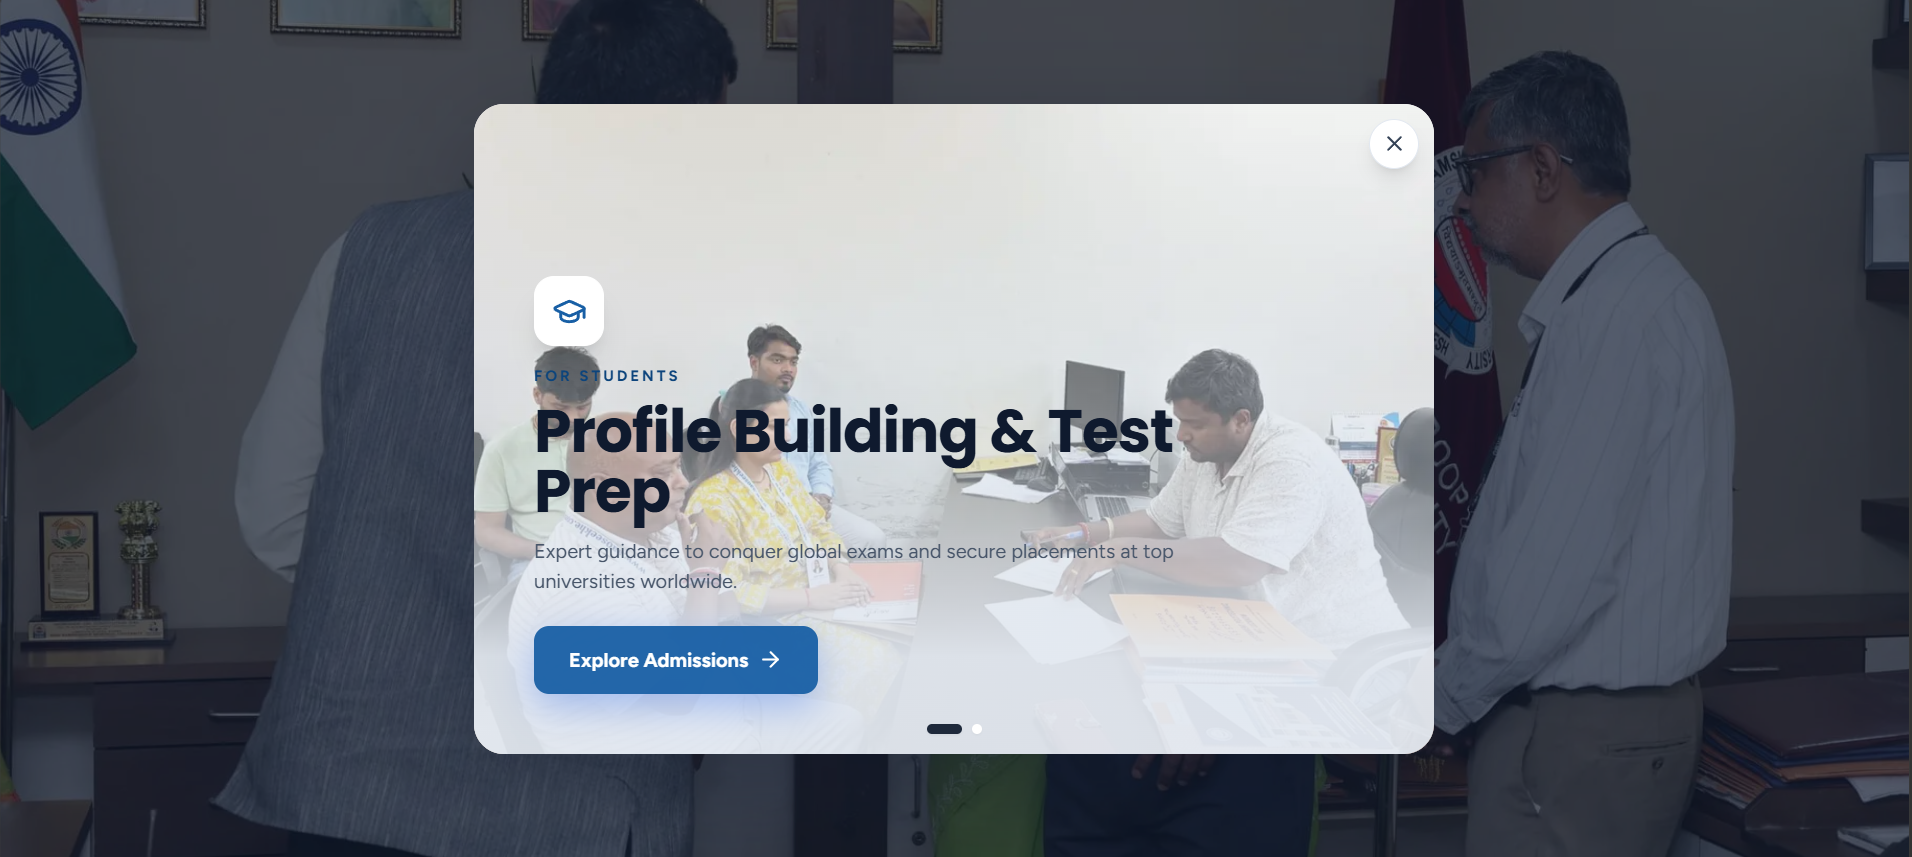 FOR STUDENTS
Profile Building & Test
Prep
Expert guidance to conquer global exams and secure placements at top
universities worldwide.
Explore Admissions